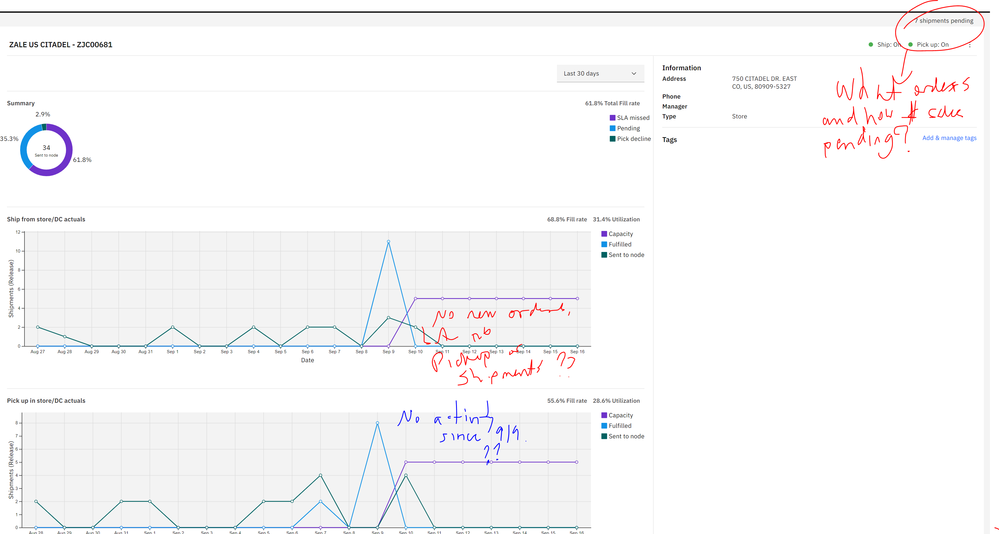 7 shipments pending
ZALE US CITADEL - ZJC00681
Ship: On
Pick up: On
Last 30 days
Summary
61.8% Total Fill rate
2.9%
35.3%
34
Sent to node
61.8%
SLA missed
Pending
Pick decline
Information
Address
750 CITADEL DR. EAST
CO, US, 80909-5327
Phone
Manager
Type
Store
Tags
Add & manage tags
What orders
and how # sales
pending?
Ship from store/DC actuals
68.8% Fill rate 31.4% Utilization
Capacity
Fulfilled
Sent to node
Shipments (Release)
12
10
8
6
4
2
0
Aug 27 Aug 28 Aug 29 Aug 30 Aug 31 Sep 1 Sep 2 Sep 3 Sep 4 Sep 5 Sep 6 Sep 7 Sep 8 Sep 9 Sep 10 Sep 11 Sep 12 Sep 13 Sep 14 Sep 15 Sep 16
Date
No new orders,
no
Pickup or
Shipments ??
Pick up in store/DC actuals
55.6% Fill rate 28.6% Utilization
Capacity
Fulfilled
Sent to node
No activity
since 9/9.
??
Shipments (Release)
8
7
6
5
4
3
2
1
0
Aug 28 Aug 29 Aug 30 Aug 31 Sep 1 Sep 2 Sep 3 Sep 4 Sep 5 Sep 6 Sep 7 Sep 8 Sep 9 Sep 10 Sep 11 Sep 12 Sep 13 Sep 14 Sep 15 Sep 16